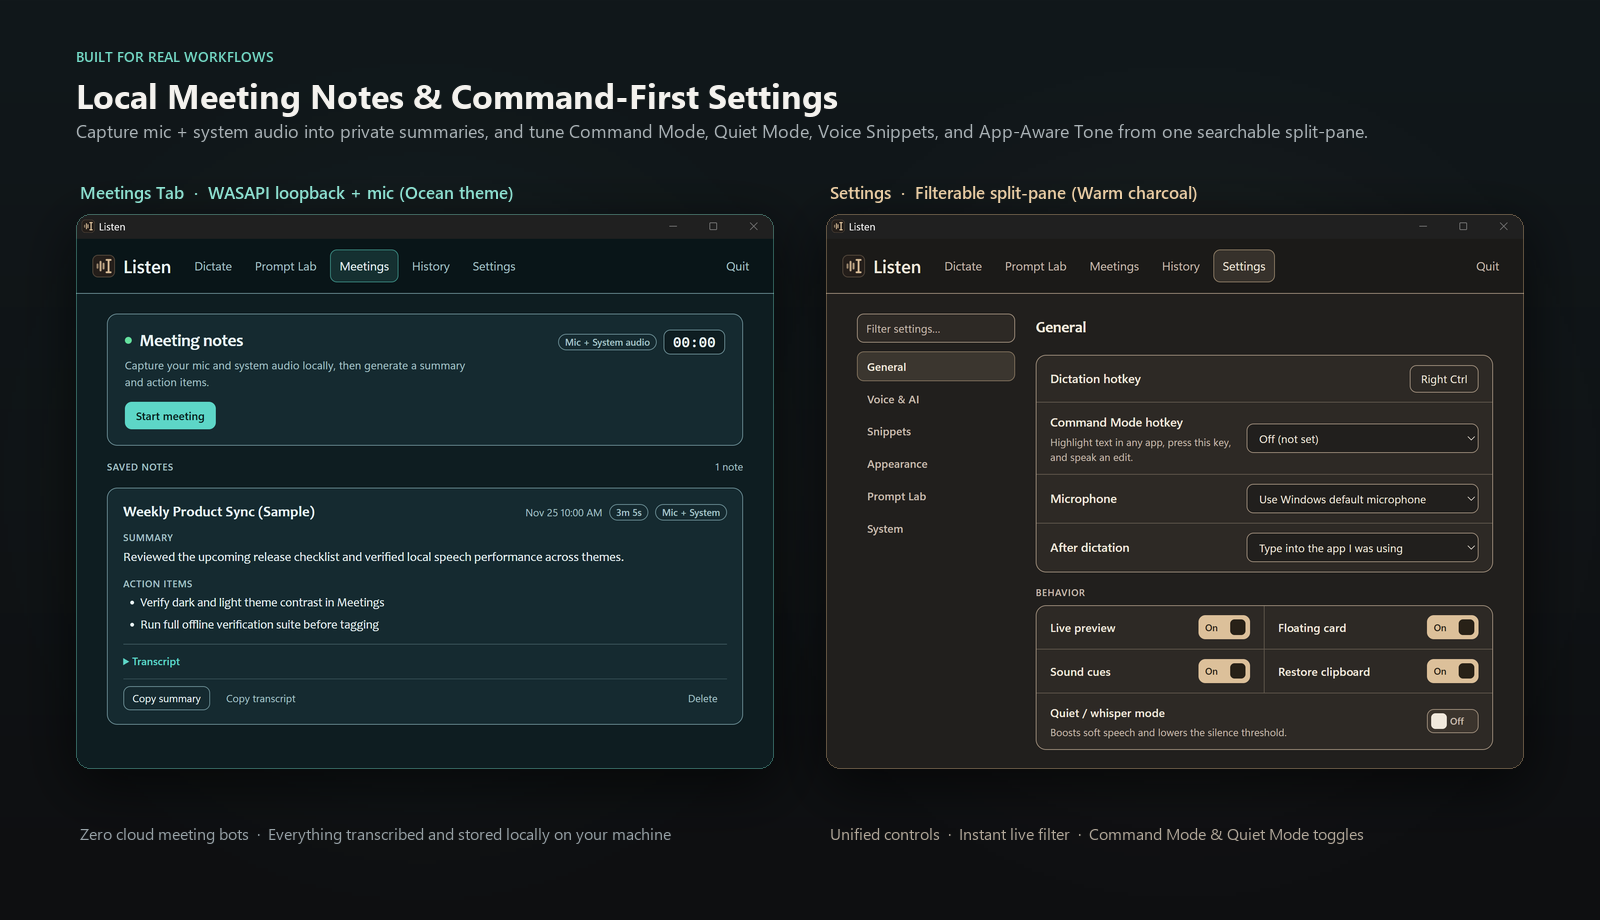 BUILT FOR REAL WORKFLOWS
Local Meeting Notes & Command-First Settings
Capture mic + system audio into private summaries, and tune Command Mode, Quiet Mode, Voice Snippets, and App-Aware Tone from one searchable split-pane.
Meetings Tab · WASAPI loopback + mic (Ocean theme)
Listen
Listen Dictate Prompt Lab Meetings History Settings Quit
Meeting notes Mic + System audio 00:00
Capture your mic and system audio locally, then generate a summary
and action items.
Start meeting
SAVED NOTES 1 note
Weekly Product Sync (Sample) Nov 25 10:00 AM 3m 5s Mic + System
SUMMARY
Reviewed the upcoming release checklist and verified local speech performance across themes.
ACTION ITEMS
• Verify dark and light theme contrast in Meetings
• Run full offline verification suite before tagging
Transcript
Copy summary Copy transcript Delete
Zero cloud meeting bots · Everything transcribed and stored locally on your machine
Settings · Filterable split-pane (Warm charcoal)
Listen
Listen Dictate Prompt Lab Meetings History Settings Quit
Filter settings...
General
Voice & AI
Snippets
Appearance
Prompt Lab
System
General
Dictation hotkey Right Ctrl
Command Mode hotkey
Highlight text in any app, press this key,
and speak an edit.
Off (not set)
Microphone Use Windows default microphone
After dictation Type into the app I was using
BEHAVIOR
Live preview On Floating card On
Sound cues On Restore clipboard On
Quiet / whisper mode
Boosts soft speech and lowers the silence threshold.
Off
Unified controls · Instant live filter · Command Mode & Quiet Mode toggles